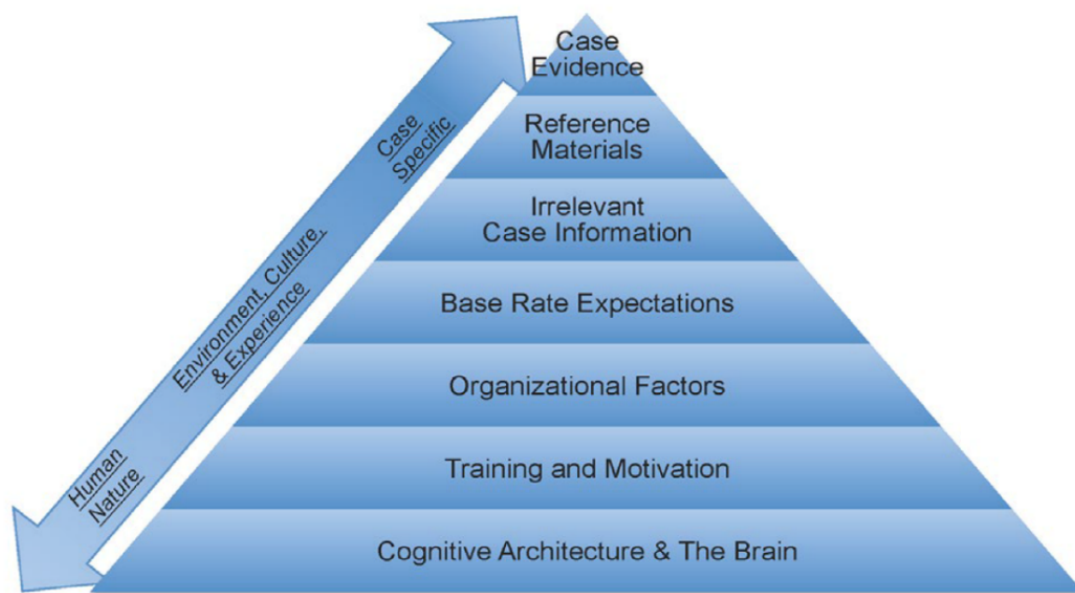 Case
Evidence
Reference
Materials
Irrelevant
Case Information
Base Rate Expectations
Organizational Factors
Training and Motivation
Cognitive Architecture & The Brain
Case
Specific
Environment, Culture,
& Experience
Human
Nature